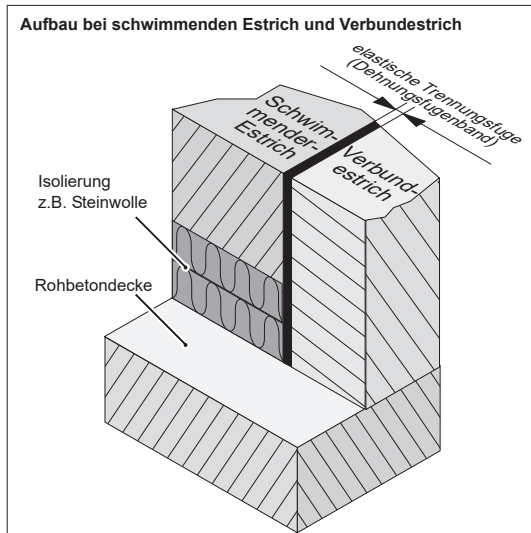 Aufbau bei schwimmenden Estrich und Verbundestrich
elastische Trennungsfuge
(Dehnungsfugenband)
Schwim-
mender-
Estrich
Verbund-
estrich
Isolierung
z.B. Steinwolle
Rohbetondecke